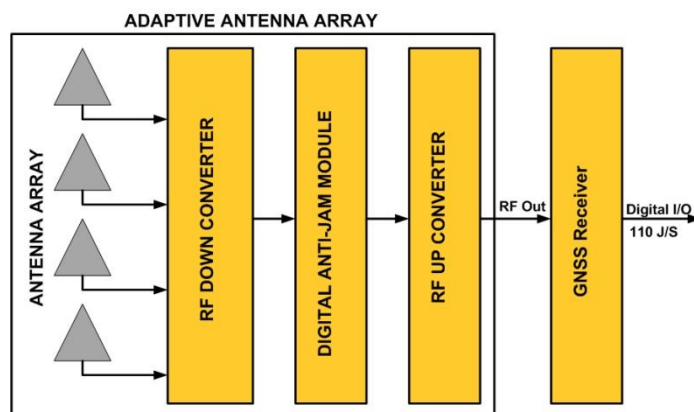 ADAPTIVE ANTENNA ARRAY
ANTENNA ARRAY
RF DOWN CONVERTER
DIGITAL ANTI-JAM MODULE
RF UP CONVERTER
RF Out
GNSS Receiver
Digital I/O
110 J/S